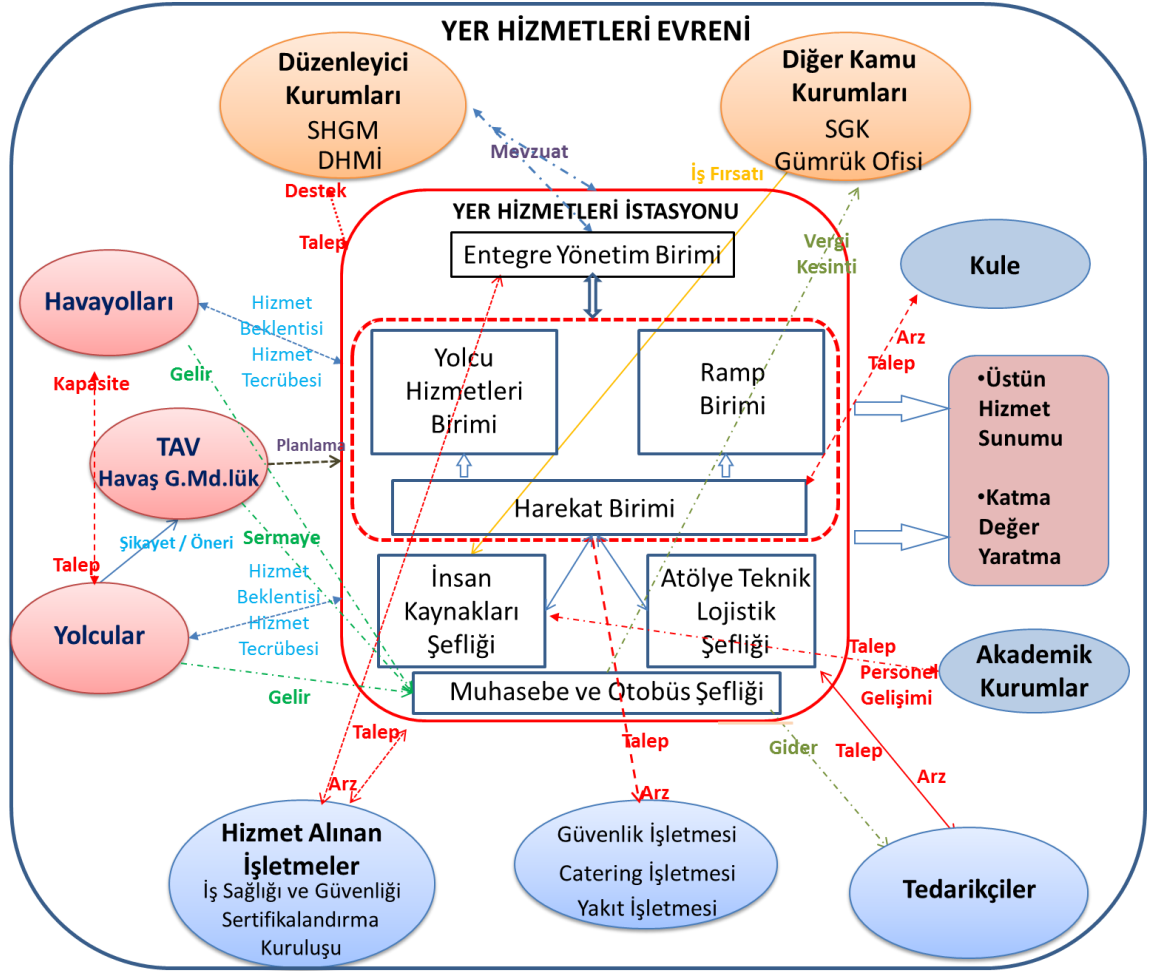 YER HİZMETLERİ EVRENİ
Düzenleyici
Kurumları
SHGM
DHMİ
Diğer Kamu
Kurumları
SGK
Gümrük Ofisi
Mevzuat
İş Fırsatı
Destek
Talep
YER HİZMETLERİ İSTASYONU
Entegre Yönetim Birimi
Vergi
Kesinti
Kule
Havayolları
Hizmet
Beklentisi
Hizmet
Tecrübesi
Gelir
Kapasite
Yolcu
Hizmetleri
Birimi
Ramp
Birimi
Arz
Talep
•Üstün
Hizmet
Sunumu
•Katma
Değer
Yaratma
TAV
Havaş G.Md.lük
Planlama
Harekat Birimi
Şikayet / Öneri
Sermaye
Talep
Hizmet
Beklentisi
Hizmet
Tecrübesi
Yolcular
Gelir
İnsan
Kaynakları
Şefliği
Atölye Teknik
Lojistik
Şefliği
Muhasebe ve Otobüs Şefliği
Talep
Personel
Gelişimi
Akademik
Kurumlar
Talep
Arz
Talep
Arz
Gider
Talep
Arz
Hizmet Alınan
İşletmeler
İş Sağlığı ve Güvenliği
Sertifikalandırma
Kuruluşu
Güvenlik İşletmesi
Catering İşletmesi
Yakıt İşletmesi
Tedarikçiler